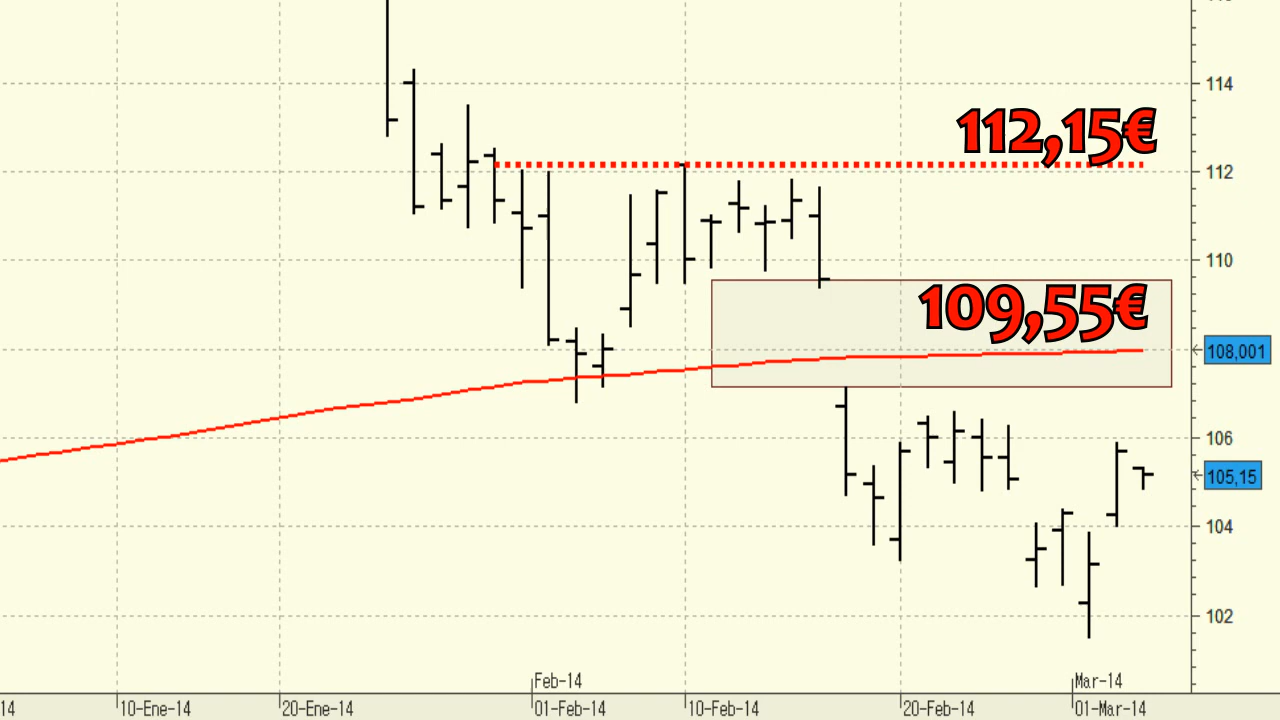 114
112,15€
112
110
109,55€
108,001
106
105,15
104
102
Feb-14
Mar-14
14
10-Ene-14
20-Ene-14
01-Feb-14
10-Feb-14
20-Feb-14
01-Mar-14